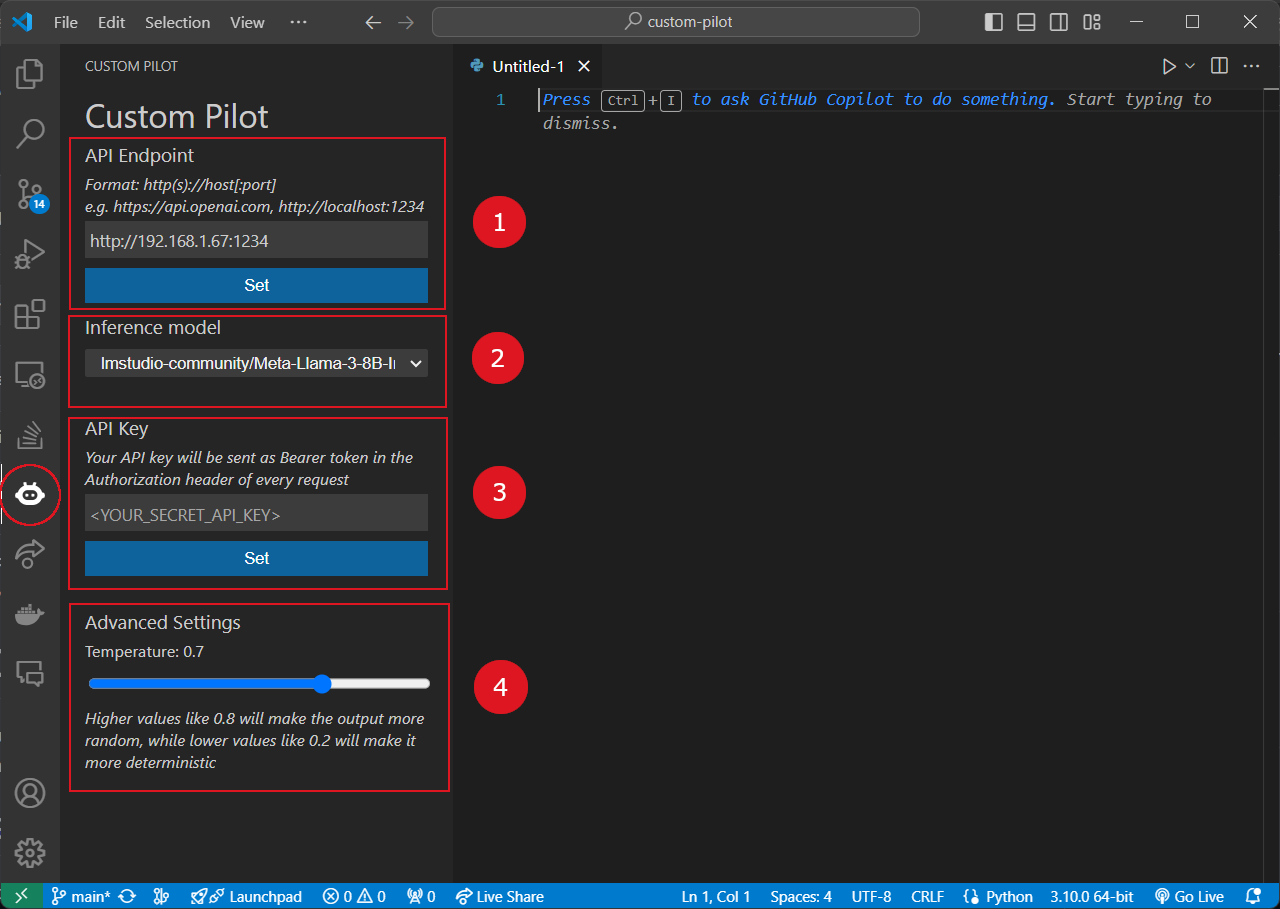 File Edit Selection View ··· custom-pilot
CUSTOM PILOT
Untitled-1
Custom Pilot
1 Press Ctrl + I to ask GitHub Copilot to do something. Start typing to
dismiss.
API Endpoint
Format: http(s)://host[:port]
e.g. https://api.openai.com, http://localhost:1234
http://192.168.1.67:1234
Set
1
Inference model
lmstudio-community/Meta-Llama-3-8B-I
2
API Key
Your API key will be sent as Bearer token in the
Authorization header of every request
<YOUR_SECRET_API_KEY>
Set
3
Advanced Settings
Temperature: 0.7
Higher values like 0.8 will make the output more
random, while lower values like 0.2 will make it
more deterministic
4
14
main* Launchpad 0 0 0 Live Share Ln 1, Col 1 Spaces: 4 UTF-8 CRLF Python 3.10.0 64-bit Go Live